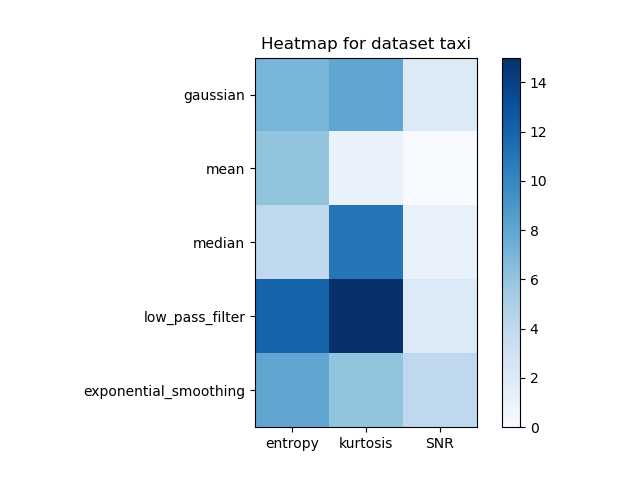 Heatmap for dataset taxi
gaussian
mean
median
low_pass_filter
exponential_smoothing
entropy kurtosis SNR
14
12
10
8
6
4
2
0